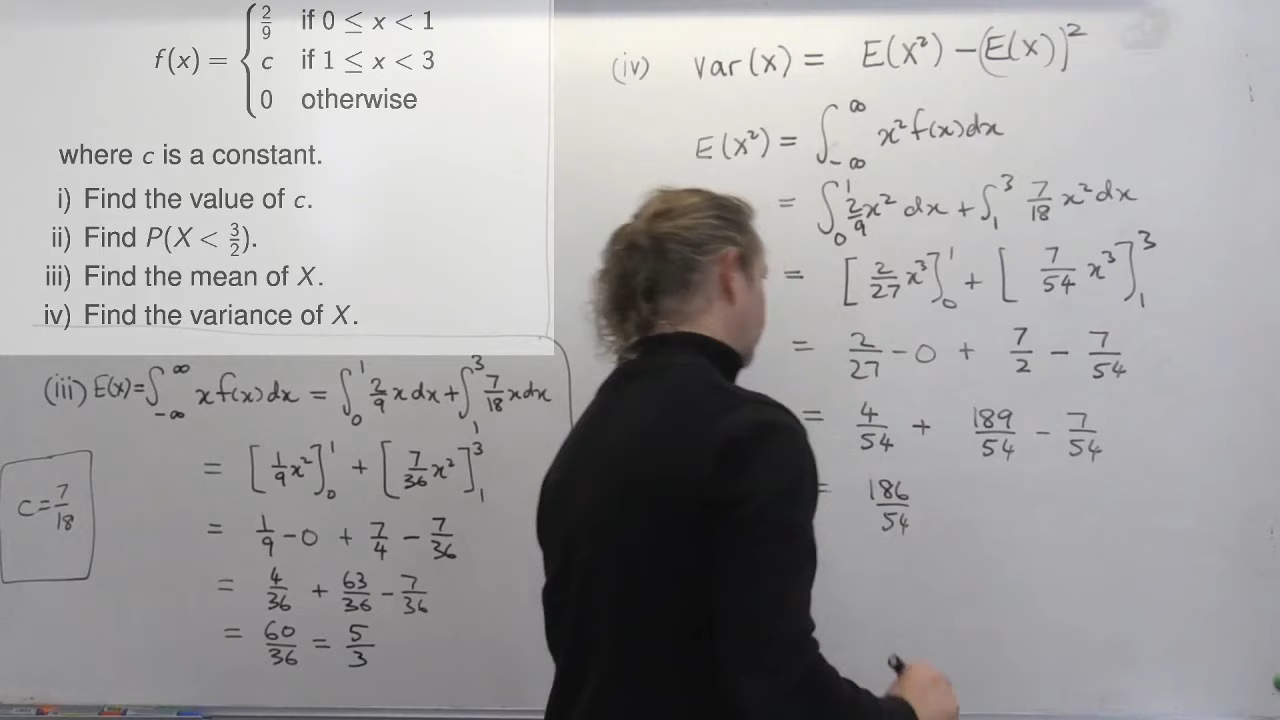 f(x) = { 2/9 if 0 ≤ x < 1
c if 1 ≤ x < 3
0 otherwise
where c is a constant.
i) Find the value of c.
ii) Find P(X < 3/2).
iii) Find the mean of X.
iv) Find the variance of X.
(iii) E(x) = ∫_{-∞}^{∞} x f(x) dx = ∫_0^1 2/9 x dx + ∫_1^3 7/18 x dx
= [1/9 x²]_0^1 + [7/36 x²]_1^3
= 1/9 - 0 + 7/4 - 7/36
= 4/36 + 63/36 - 7/36
= 60/36 = 5/3
c = 7/18
(iv) Var(x) = E(x²) - (E(x))²
E(x²) = ∫_{-∞}^{∞} x² f(x) dx
= ∫_0^1 2/9 x² dx + ∫_1^3 7/18 x² dx
= [2/27 x³]_0^1 + [7/54 x³]_1^3
= 2/27 - 0 + 7/2 - 7/54
= 4/54 + 189/54 - 7/54
= 186/54